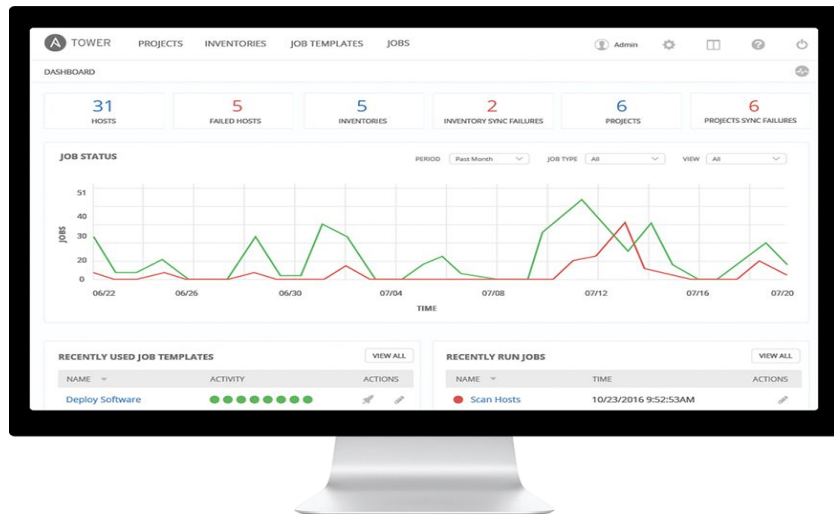 A TOWER PROJECTS INVENTORIES JOB TEMPLATES JOBS Admin ?
DASHBOARD
31 5 5 2 6 6
HOSTS FAILED HOSTS INVENTORIES INVENTORY SYNC FAILURES PROJECTS PROJECTS SYNC FAILURES
JOB STATUS PERIOD Past Month JOB TYPE All VIEW All
51
40
30
20
0
JOBS
06/22 06/26 06/30 07/04 07/08 07/12 07/16 07/20
TIME
RECENTLY USED JOB TEMPLATES VIEW ALL RECENTLY RUN JOBS VIEW ALL
NAME ACTIVITY ACTIONS NAME TIME ACTIONS
Deploy Software Scan Hosts 10/23/2016 9:52:53AM